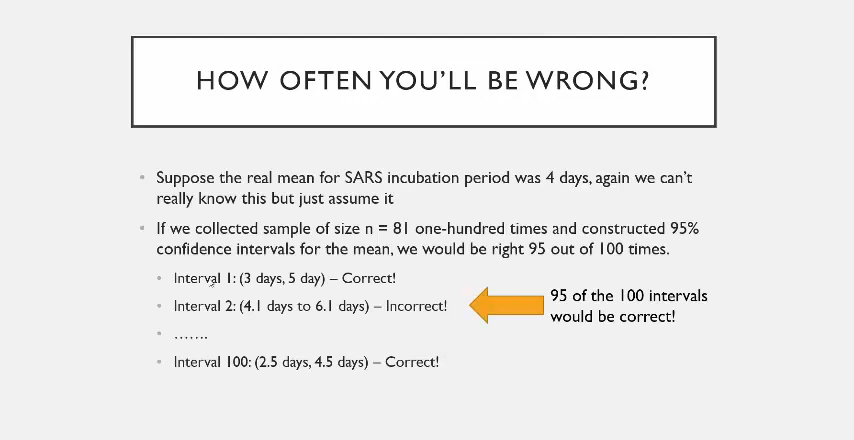 HOW OFTEN YOU'LL BE WRONG?
• Suppose the real mean for SARS incubation period was 4 days, again we can't
really know this but just assume it
• If we collected sample of size n = 81 one-hundred times and constructed 95%
confidence intervals for the mean, we would be right 95 out of 100 times.
• Interval 1: (3 days, 5 day) – Correct!
• Interval 2: (4.1 days to 6.1 days) – Incorrect!
• .......
• Interval 100: (2.5 days, 4.5 days) – Correct!
95 of the 100 intervals
would be correct!